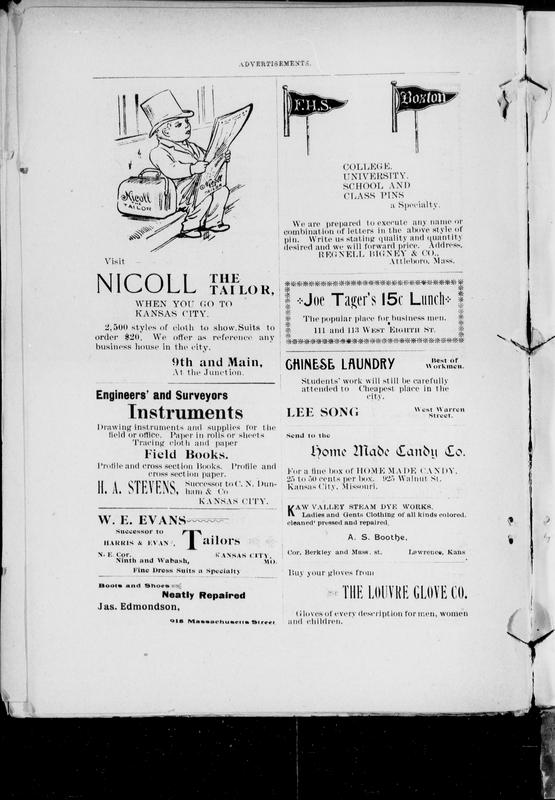 ADVERTISEMENTS.
Nicoll
TAILOR
Nicoll
Visit
NICOLL THE TAILOR,
WHEN YOU GO TO
KANSAS CITY.
2,500 styles of cloth to show. Suits to
order $20. We offer as reference any
business house in the city.
9th and Main,
At the Junction.
Engineers' and Surveyors
Instruments
Drawing instruments and supplies for the
field or office. Paper in rolls or sheets
Tracing cloth and paper
Field Books.
Profile and cross section Books. Profile and
cross section paper.
H. A. STEVENS, Successor to C. N. Dun-
ham & Co
KANSAS CITY.
W. E. EVANS
Successor to
HARRIS & EVANS, Tailors
N. E. Cor. Ninth and Wabash, KANSAS CITY, MO.
Fine Dress Suits a Specialty
Boots and Shoes
Neatly Repaired
Jas. Edmondson,
918 Massachusetts Street
F.H.S.
Boston
COLLEGE.
UNIVERSITY.
SCHOOL AND
CLASS PINS
a Specialty.
We are prepared to execute any name or
combination of letters in the above style of
pin. Write us stating quality and quantity
desired and we will forward price. Address,
REGNELL BIGNEY & CO.,
Attleboro, Mass.
Joe Tager's 15c Lunch
The popular place for business men.
111 and 113 WEST EIGHTH ST.
CHINESE LAUNDRY Best of Workmen.
Students' work will still be carefully
attended to Cheapest place in the
city.
LEE SONG West Warren Street.
Send to the
Home Made Candy Co.
For a fine box of HOME MADE CANDY,
25 to 50 cents per box. 925 Walnut St.
Kansas City, Missouri.
KAW VALLEY STEAM DYE WORKS.
Ladies and Gents Clothing of all kinds colored.
cleaned' pressed and repaired.
A. S. Boothe,
Cor. Berkley and Mass. st. Lawrence, Kans
Buy your gloves from
THE LOUVRE GLOVE CO.
Gloves of every description for men, women
and children.